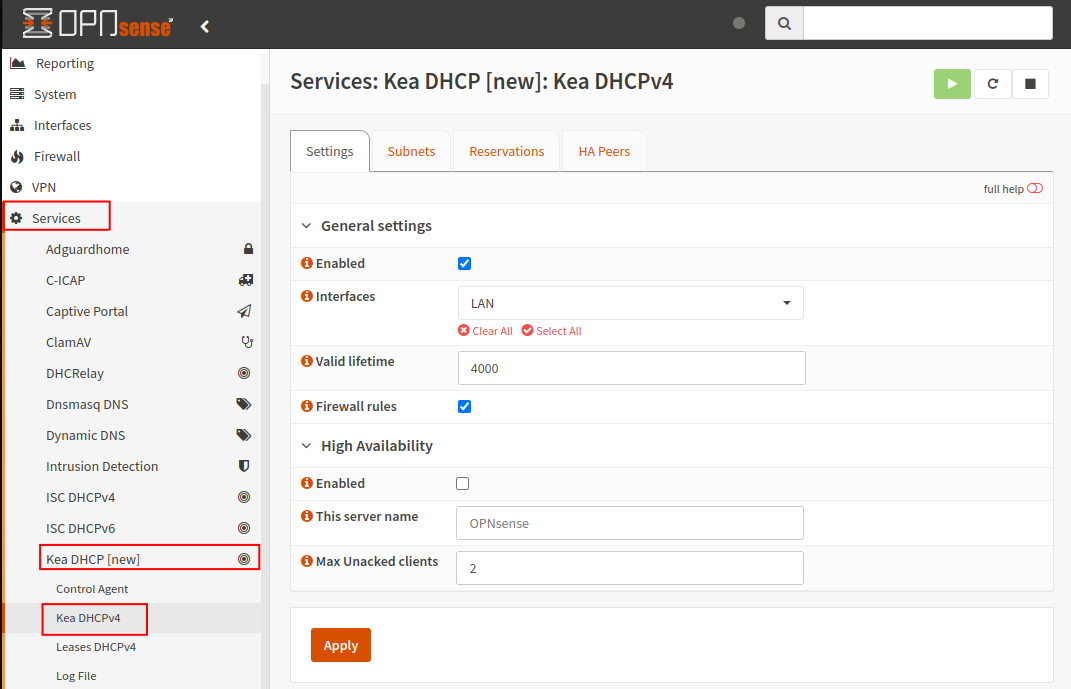 OPNsense
Reporting
System
Interfaces
Firewall
VPN
Services
Adguardhome
C-ICAP
Captive Portal
ClamAV
DHCRelay
Dnsmasq DNS
Dynamic DNS
Intrusion Detection
ISC DHCPv4
ISC DHCPv6
Kea DHCP [new]
Control Agent
Kea DHCPv4
Leases DHCPv4
Log File
Services: Kea DHCP [new]: Kea DHCPv4
Settings Subnets Reservations HA Peers
full help
General settings
Enabled
Interfaces LAN
Clear All Select All
Valid lifetime 4000
Firewall rules
High Availability
Enabled
This server name OPNsense
Max Unacked clients 2
Apply